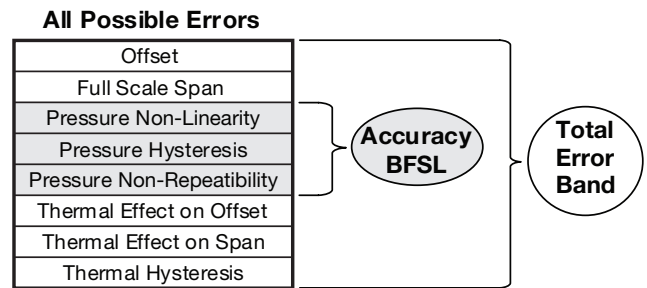 All Possible Errors
Offset
Full Scale Span
Pressure Non-Linearity
Pressure Hysteresis
Pressure Non-Repeatibility
Thermal Effect on Offset
Thermal Effect on Span
Thermal Hysteresis
Accuracy
BFSL
Total
Error
Band